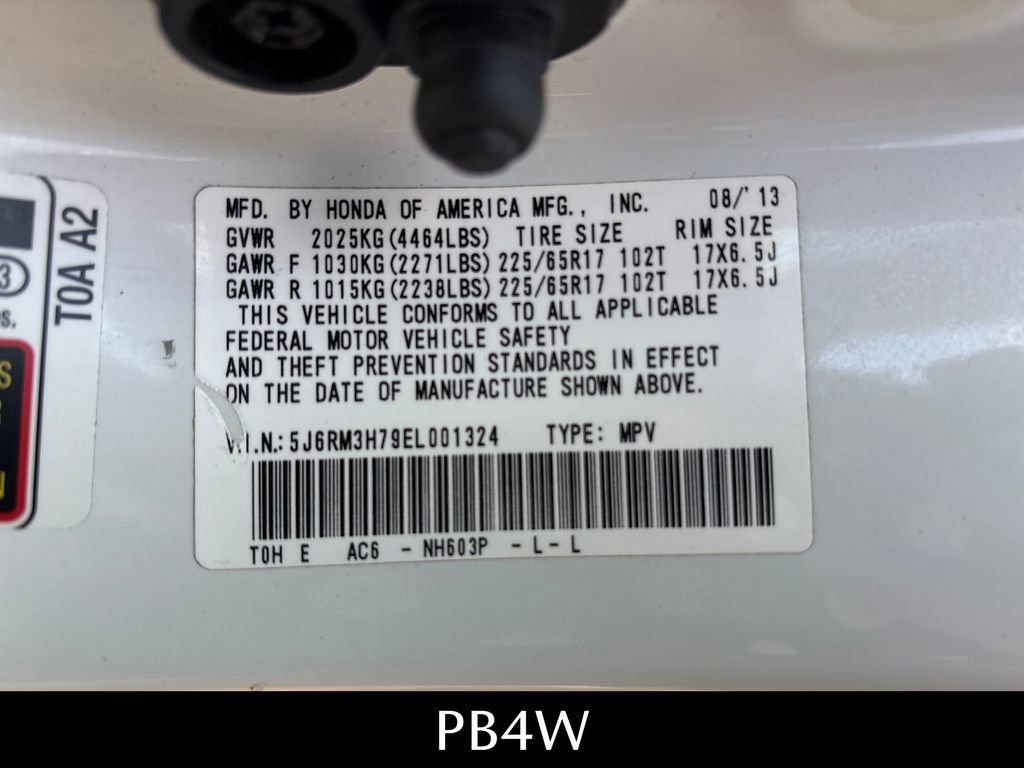 MFD. BY HONDA OF AMERICA MFG., INC. 08/'13
GVWR 2025KG(4464LBS) TIRE SIZE RIM SIZE
GAWR F 1030KG(2271LBS) 225/65R17 102T 17X6.5J
GAWR R 1015KG(2238LBS) 225/65R17 102T 17X6.5J
THIS VEHICLE CONFORMS TO ALL APPLICABLE
FEDERAL MOTOR VEHICLE SAFETY
AND THEFT PREVENTION STANDARDS IN EFFECT
ON THE DATE OF MANUFACTURE SHOWN ABOVE.
V.I.N.: 5J6RM3H79EL001324 TYPE: MPV
T0H E AC6 - NH603P - L - L
T0A A2
3
S
PB4W